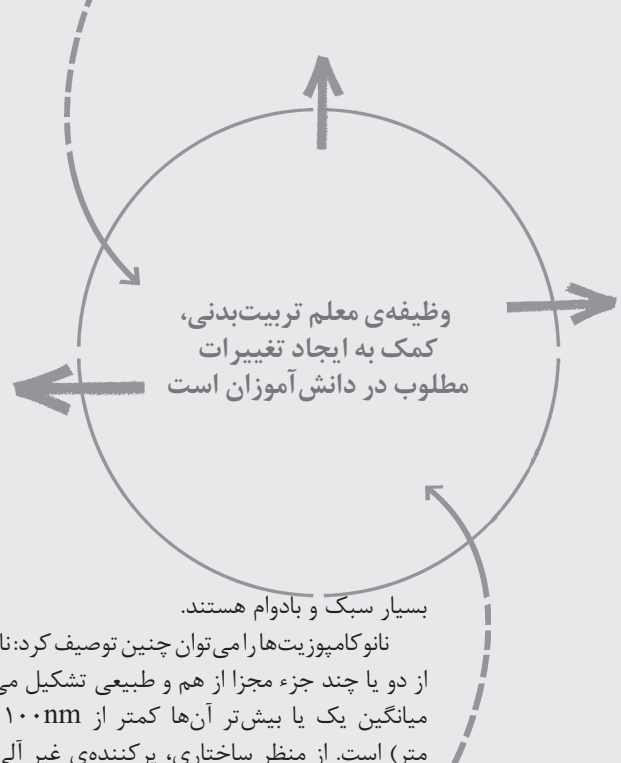 وظیفه‌ی معلم تربیت‌بدنی،
کمک به ایجاد تغییرات
مطلوب در دانش‌آموزان است
بسیار سبک و بادوام هستند.
نانوکامپوزیت‌ها را می‌توان چنین توصیف کرد:
از دو یا چند جزء مجزا از هم و طبیعی تشکیل
میانگین یک یا بیش‌تر آن‌ها کمتر از ۱۰۰nm
متر) است. از منظر ساختاری، پرکننده‌ی غیر آلی